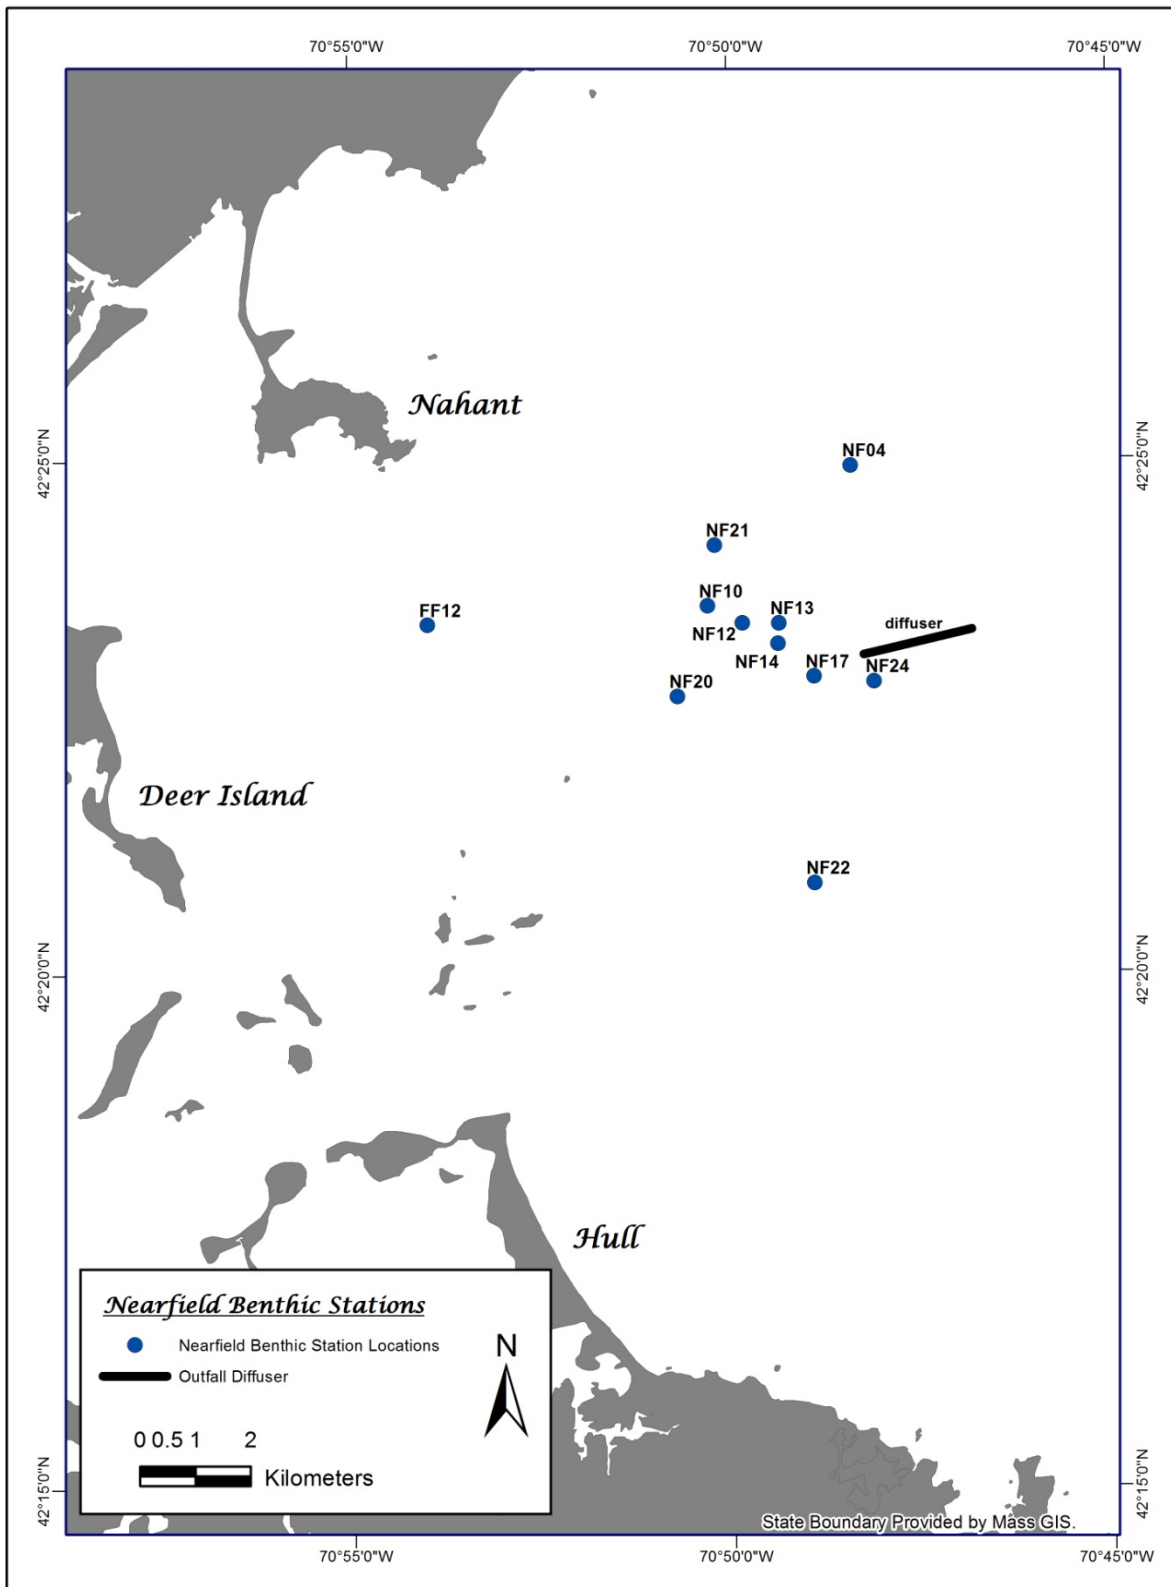 70°55'0"W
70°50'0"W
70°45'0"W
Nahant
42°25'0"N
42°25'0"N
NF04
NF21
NF10
NF13
FF12
NF12
diffuser
NF14
NF17
NF24
NF20
Deer Island
NF22
42°20'0"N
42°20'0"N
Hull
Nearfield Benthic Stations
Nearfield Benthic Station Locations
Outfall Diffuser
N
0 0.5 1 2
Kilometers
42°15'0"N
42°15'0"N
State Boundary Provided by Mass GIS.
70°55'0"W
70°50'0"W
70°45'0"W